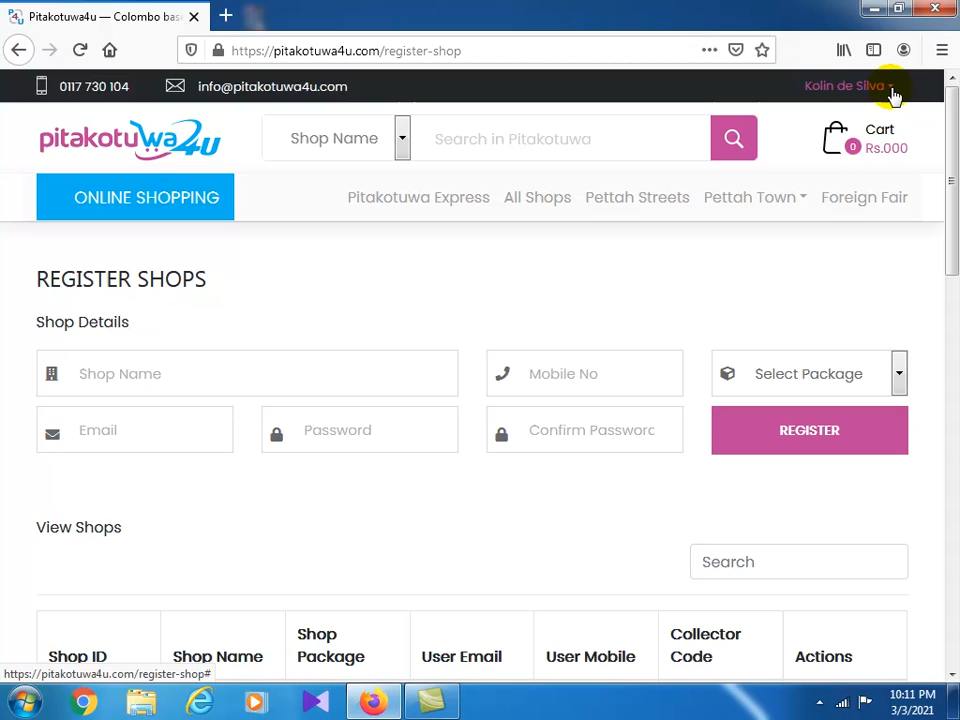 Pitakotuwa4u — Colombo bas
https://pitakotuwa4u.com/register-shop
0117 730 104
info@pitakotuwa4u.com
Kolin de Silva
pitakotuwa4u
Shop Name
Search in Pitakotuwa
Cart
0 Rs.000
ONLINE SHOPPING
Pitakotuwa Express All Shops Pettah Streets Pettah Town Foreign Fair
REGISTER SHOPS
Shop Details
Shop Name
Mobile No
Select Package
Email
Password
Confirm Passworc
REGISTER
View Shops
Search
Shop ID
Shop Name
Shop
Package
User Email
User Mobile
Collector
Code
Actions
https://pitakotuwa4u.com/register-shop#
10:11 PM
3/3/2021